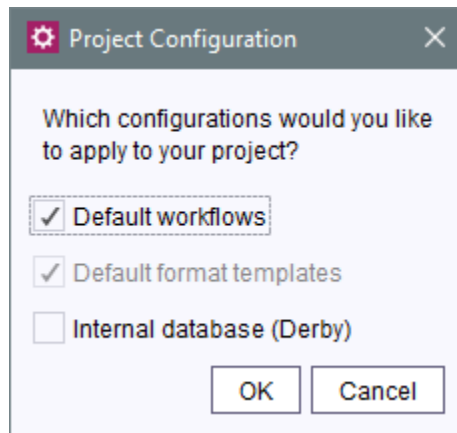 Project Configuration
Which configurations would you like
to apply to your project?
Default workflows
Default format templates
Internal database (Derby)
OK Cancel